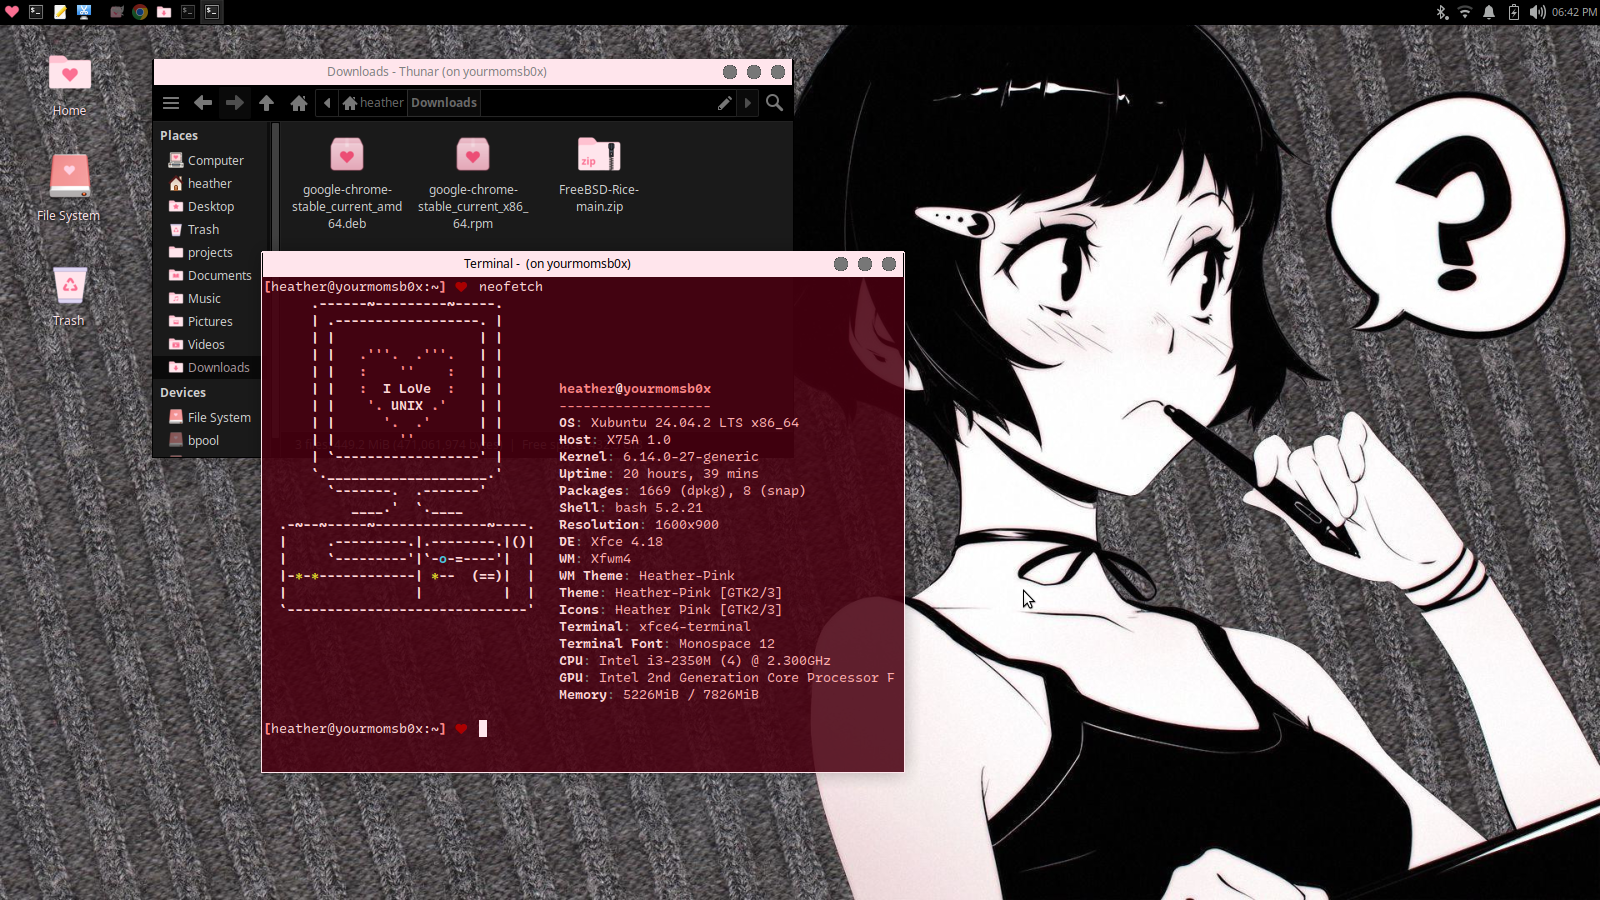 06:42 PM
Home
File System
Trash
Downloads - Thunar (on yourmomsb0x)
heather
Downloads
Places
Computer
heather
Desktop
Trash
projects
Documents
Music
Pictures
Videos
Downloads
Devices
File System
bpool
google-chrome-
stable_current_amd
64.deb
google-chrome-
stable_current_x86_
64.rpm
zip
FreeBSD-Rice-
main.zip
Terminal - (on yourmomsb0x)
[heather@yourmomsb0x:~] ♥ neofetch
I LoVe
UNIX
heather@yourmomsb0x
-------------------
OS: Xubuntu 24.04.2 LTS x86_64
Host: X75A 1.0
Kernel: 6.14.0-27-generic
Uptime: 20 hours, 39 mins
Packages: 1669 (dpkg), 8 (snap)
Shell: bash 5.2.21
Resolution: 1600x900
DE: Xfce 4.18
WM: Xfwm4
WM Theme: Heather-Pink
Theme: Heather-Pink [GTK2/3]
Icons: Heather Pink [GTK2/3]
Terminal: xfce4-terminal
Terminal Font: Monospace 12
CPU: Intel i3-2350M (4) @ 2.300GHz
GPU: Intel 2nd Generation Core Processor F
Memory: 5226MiB / 7826MiB
[heather@yourmomsb0x:~] ♥
?